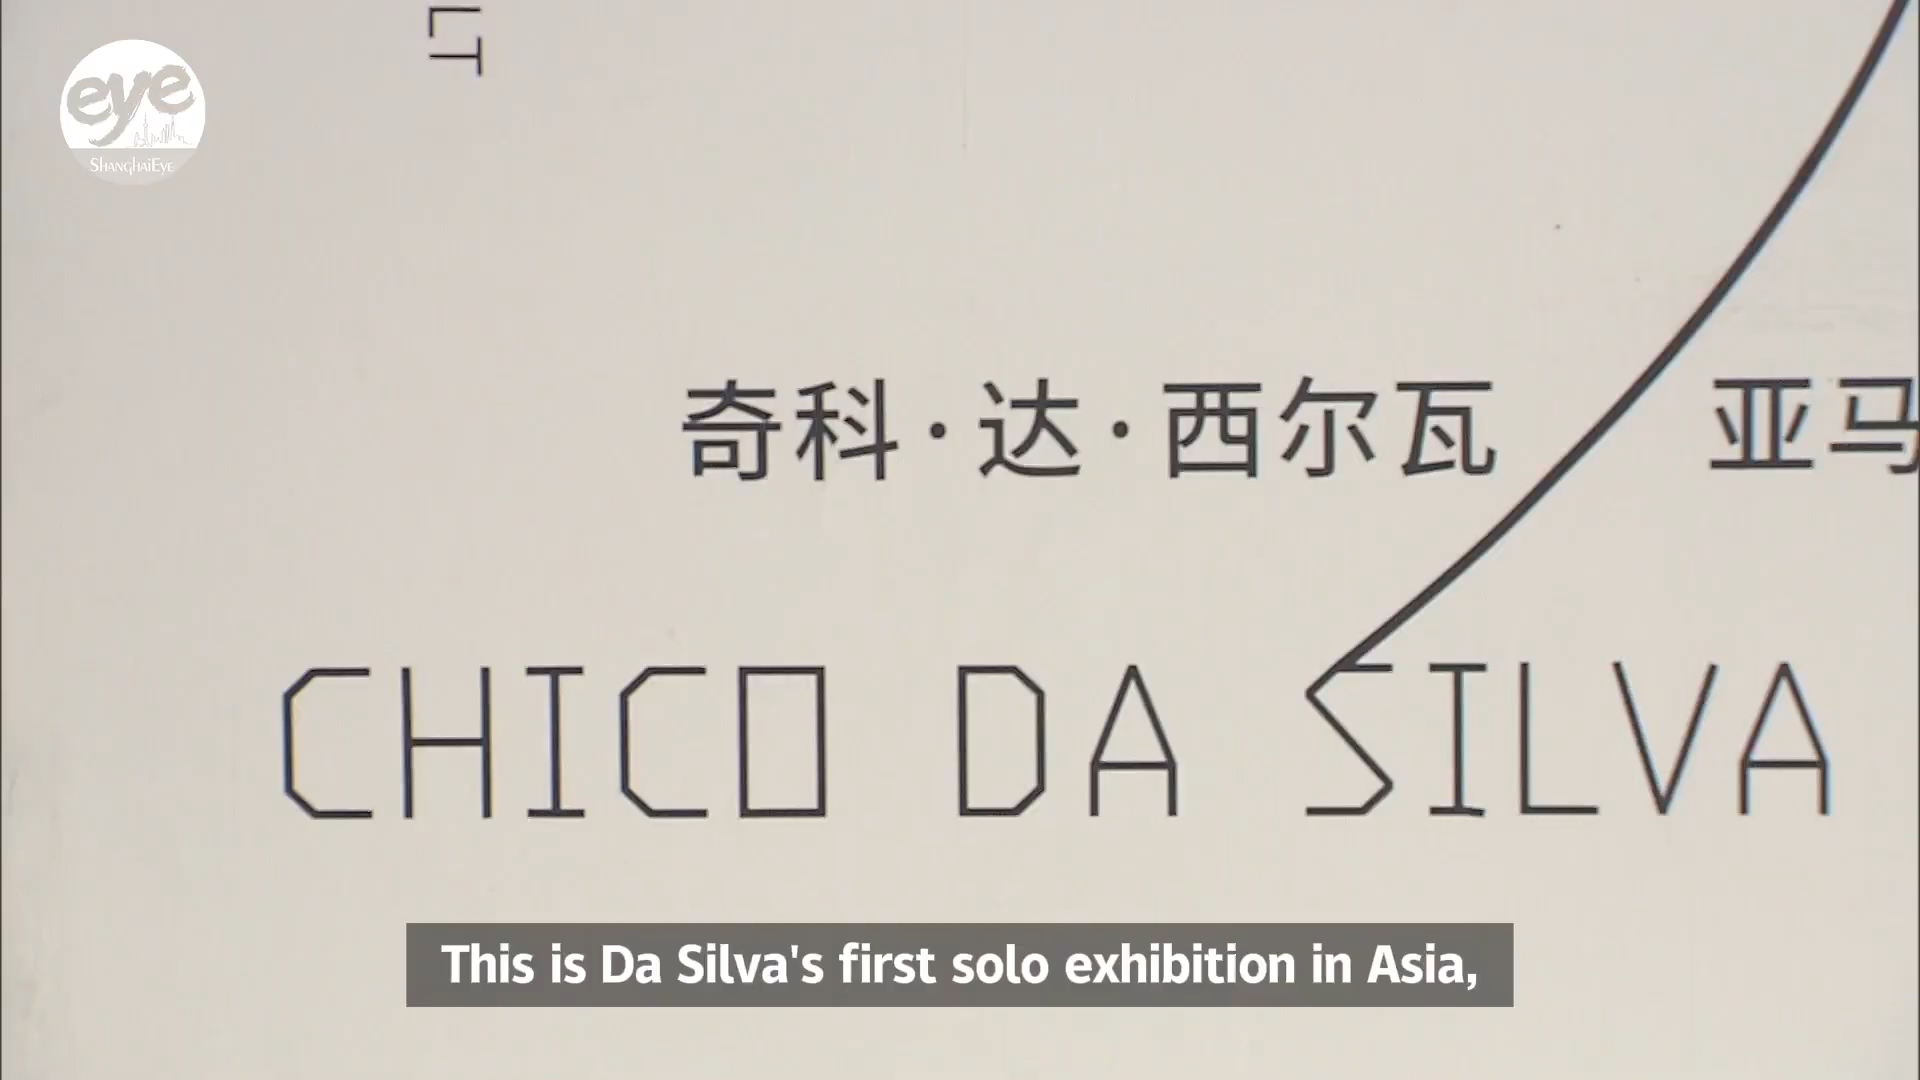 LT
eye
ShanghaiEye
奇科·达·西尔瓦 亚马
CHICO DA SILVA
This is Da Silva's first solo exhibition in Asia,